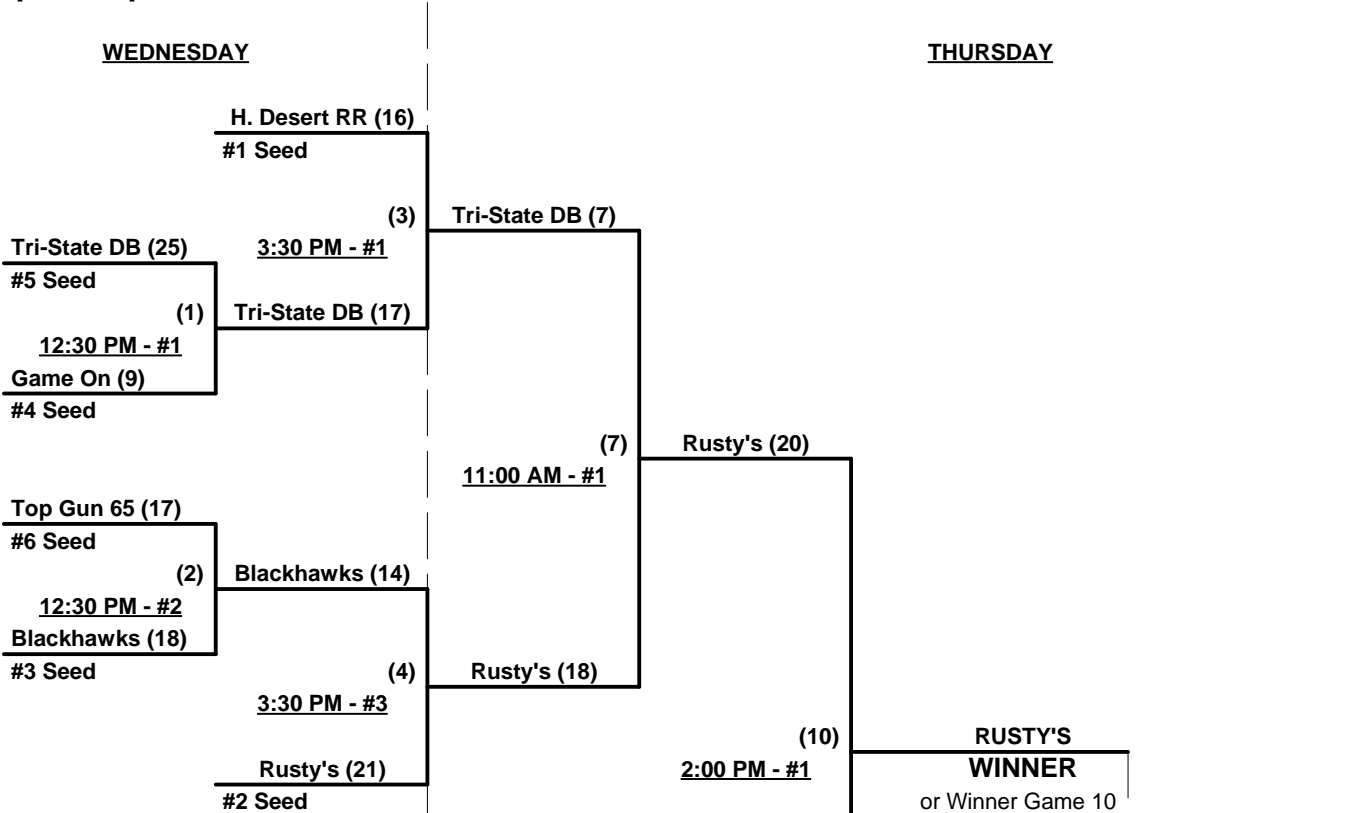 WEDNESDAY
THURSDAY
H. Desert RR (16)
#1 Seed
(3)
Tri-State DB (7)
Tri-State DB (25)
3:30 PM - #1
#5 Seed
(1)
Tri-State DB (17)
12:30 PM - #1
Game On (9)
#4 Seed
(7)
Rusty's (20)
11:00 AM - #1
Top Gun 65 (17)
#6 Seed
(2)
Blackhawks (14)
12:30 PM - #2
Blackhawks (18)
#3 Seed
(4)
Rusty's (18)
3:30 PM - #3
(10)
RUSTY'S
Rusty's (21)
2:00 PM - #1
WINNER
#2 Seed
or Winner Game 10